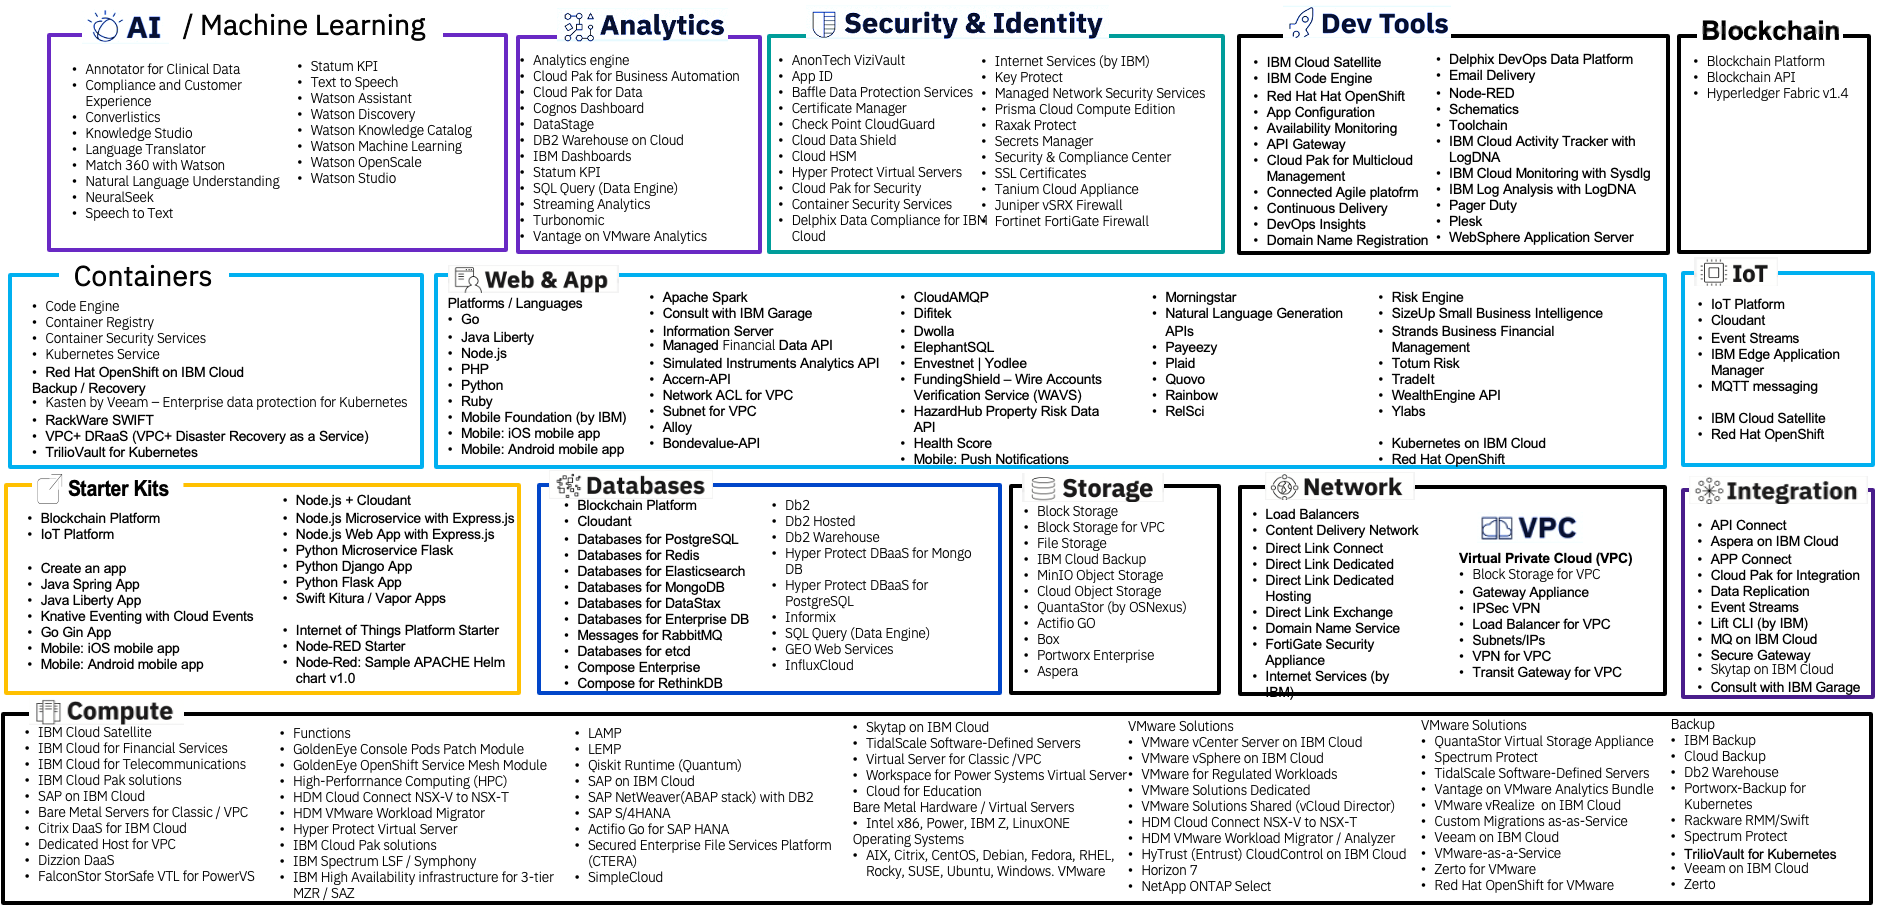 AI / Machine Learning
Annotator for Clinical Data
Compliance and Customer
Experience
Converlistics
Knowledge Studio
Language Translator
Match 360 with Watson
Natural Language Understanding
NeuralSeek
Speech to Text
Statum KPI
Text to Speech
Watson Assistant
Watson Discovery
Watson Knowledge Catalog
Watson Machine Learning
Watson OpenScale
Watson Studio
Analytics
Analytics engine
Cloud Pak for Business Automation
Cloud Pak for Data
Cognos Dashboard
DataStage
DB2 Warehouse on Cloud
IBM Dashboards
Statum KPI
SQL Query (Data Engine)
Streaming Analytics
Turbonomic
Vantage on VMware Analytics
Security & Identity
AnonTech ViziVault
App ID
Baffle Data Protection Services
Certificate Manager
Check Point CloudGuard
Cloud Data Shield
Cloud HSM
Hyper Protect Virtual Servers
Cloud Pak for Security
Container Security Services
Delphix Data Compliance for IBM
Cloud
Internet Services (by IBM)
Key Protect
Managed Network Security Services
Prisma Cloud Compute Edition
Raxak Protect
Secrets Manager
Security & Compliance Center
SSL Certificates
Tanium Cloud Appliance
Juniper vSRX Firewall
Fortinet FortiGate Firewall
Dev Tools
IBM Cloud Satellite
IBM Code Engine
Red Hat Hat OpenShift
App Configuration
Availability Monitoring
API Gateway
Cloud Pak for Multicloud
Management
Connected Agile platofrm
Continuous Delivery
DevOps Insights
Domain Name Registration
Delphix DevOps Data Platform
Email Delivery
Node-RED
Schematics
Toolchain
IBM Cloud Activity Tracker with
LogDNA
IBM Cloud Monitoring with Sysdlg
IBM Log Analysis with LogDNA
Pager Duty
Plesk
WebSphere Application Server
Blockchain
Blockchain Platform
Blockchain API
Hyperledger Fabric v1.4
Containers
Code Engine
Container Registry
Container Security Services
Kubernetes Service
Red Hat OpenShift on IBM Cloud
Backup / Recovery
Kasten by Veeam – Enterprise data protection for Kubernetes
RackWare SWIFT
VPC+ DRaaS (VPC+ Disaster Recovery as a Service)
TrilioVault for Kubernetes
Web & App
Platforms / Languages
Go
Java Liberty
Node.js
PHP
Python
Ruby
Mobile Foundation (by IBM)
Mobile: iOS mobile app
Mobile: Android mobile app
Apache Spark
Consult with IBM Garage
Information Server
Managed Financial Data API
Simulated Instruments Analytics API
Accern-API
Network ACL for VPC
Subnet for VPC
Alloy
Bondevalue-API
CloudAMQP
Difitek
Dwolla
ElephantSQL
Envestnet | Yodlee
FundingShield – Wire Accounts
Verification Service (WAVS)
HazardHub Property Risk Data
API
Health Score
Mobile: Push Notifications
Morningstar
Natural Language Generation
APIs
Payeezy
Plaid
Quovo
Rainbow
RelSci
Risk Engine
SizeUp Small Business Intelligence
Strands Business Financial
Management
Totum Risk
TradeIt
WealthEngine API
Ylabs
Kubernetes on IBM Cloud
Red Hat OpenShift
IoT
IoT Platform
Cloudant
Event Streams
IBM Edge Application
Manager
MQTT messaging
IBM Cloud Satellite
Red Hat OpenShift
Starter Kits
Blockchain Platform
IoT Platform
Create an app
Java Spring App
Java Liberty App
Knative Eventing with Cloud Events
Go Gin App
Mobile: iOS mobile app
Mobile: Android mobile app
Node.js + Cloudant
Node.js Microservice with Express.js
Node.js Web App with Express.js
Python Microservice Flask
Python Django App
Python Flask App
Swift Kitura / Vapor Apps
Internet of Things Platform Starter
Node-RED Starter
Node-Red: Sample APACHE Helm
chart v1.0
Databases
Blockchain Platform
Cloudant
Databases for PostgreSQL
Databases for Redis
Databases for Elasticsearch
Databases for MongoDB
Databases for DataStax
Databases for Enterprise DB
Messages for RabbitMQ
Databases for etcd
Compose Enterprise
Compose for RethinkDB
Db2
Db2 Hosted
Db2 Warehouse
Hyper Protect DBaaS for Mongo
DB
Hyper Protect DBaaS for
PostgreSQL
Informix
SQL Query (Data Engine)
GEO Web Services
InfluxCloud
Storage
Block Storage
Block Storage for VPC
File Storage
IBM Cloud Backup
MinIO Object Storage
Cloud Object Storage
QuantaStor (by OSNexus)
Actifio GO
Box
Portworx Enterprise
Aspera
Network
Load Balancers
Content Delivery Network
Direct Link Connect
Direct Link Dedicated
Direct Link Dedicated
Hosting
Direct Link Exchange
Domain Name Service
FortiGate Security
Appliance
Internet Services (by
IBM)
VPC
Virtual Private Cloud (VPC)
Block Storage for VPC
Gateway Appliance
IPSec VPN
Load Balancer for VPC
Subnets/IPs
VPN for VPC
Transit Gateway for VPC
Integration
API Connect
Aspera on IBM Cloud
APP Connect
Cloud Pak for Integration
Data Replication
Event Streams
Lift CLI (by IBM)
MQ on IBM Cloud
Secure Gateway
Skytap on IBM Cloud
Consult with IBM Garage
Compute
IBM Cloud Satellite
IBM Cloud for Financial Services
IBM Cloud for Telecommunications
IBM Cloud Pak solutions
SAP on IBM Cloud
Bare Metal Servers for Classic / VPC
Citrix DaaS for IBM Cloud
Dedicated Host for VPC
Dizzion DaaS
FalconStor StorSafe VTL for PowerVS
Functions
GoldenEye Console Pods Patch Module
GoldenEye OpenShift Service Mesh Module
High-Perforrnance Computing (HPC)
HDM Cloud Connect NSX-V to NSX-T
HDM VMware Workload Migrator
Hyper Protect Virtual Server
IBM Cloud Pak solutions
IBM Spectrum LSF / Symphony
IBM High Availability infrastructure for 3-tier
MZR / SAZ
LAMP
LEMP
Qiskit Runtime (Quantum)
SAP on IBM Cloud
SAP NetWeaver(ABAP stack) with DB2
SAP S/4HANA
Actifio Go for SAP HANA
Secured Enterprise File Services Platform
(CTERA)
SimpleCloud
Skytap on IBM Cloud
TidalScale Software-Defined Servers
Virtual Server for Classic /VPC
Workspace for Power Systems Virtual Server
Cloud for Education
Bare Metal Hardware / Virtual Servers
Intel x86, Power, IBM Z, LinuxONE
Operating Systems
AIX, Citrix, CentOS, Debian, Fedora, RHEL,
Rocky, SUSE, Ubuntu, Windows. VMware
VMware Solutions
VMware vCenter Server on IBM Cloud
VMware vSphere on IBM Cloud
VMware for Regulated Workloads
VMware Solutions Dedicated
VMware Solutions Shared (vCloud Director)
HDM Cloud Connect NSX-V to NSX-T
HDM VMware Workload Migrator / Analyzer
HyTrust (Entrust) CloudControl on IBM Cloud
Horizon 7
NetApp ONTAP Select
VMware Solutions
QuantaStor Virtual Storage Appliance
Spectrum Protect
TidalScale Software-Defined Servers
Vantage on VMware Analytics Bundle
VMware vRealize on IBM Cloud
Custom Migrations as-as-Service
Veeam on IBM Cloud
VMware-as-a-Service
Zerto for VMware
Red Hat OpenShift for VMware
Backup
IBM Backup
Cloud Backup
Db2 Warehouse
Portworx-Backup for
Kubernetes
Rackware RMM/Swift
Spectrum Protect
TrilioVault for Kubernetes
Veeam on IBM Cloud
Zerto